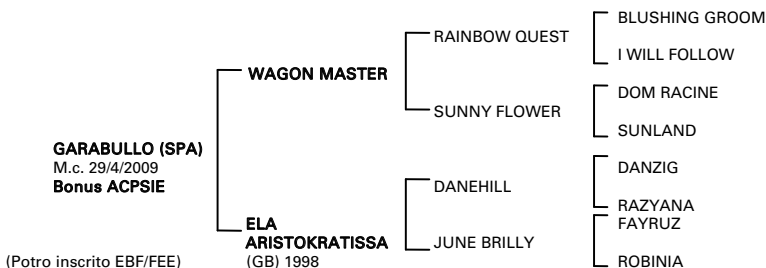 BLUSHING GROOM
RAINBOW QUEST
I WILL FOLLOW
WAGON MASTER
DOM RACINE
SUNNY FLOWER
SUNLAND
GARABULLO (SPA)
M.c. 29/4/2009
Bonus ACPSIE
DANZIG
DANEHILL
RAZYANA
ELA
ARISTOKRATISSA
(GB) 1998
FAYRUZ
JUNE BRILLY
ROBINIA
(Potro inscrito EBF/FEE)